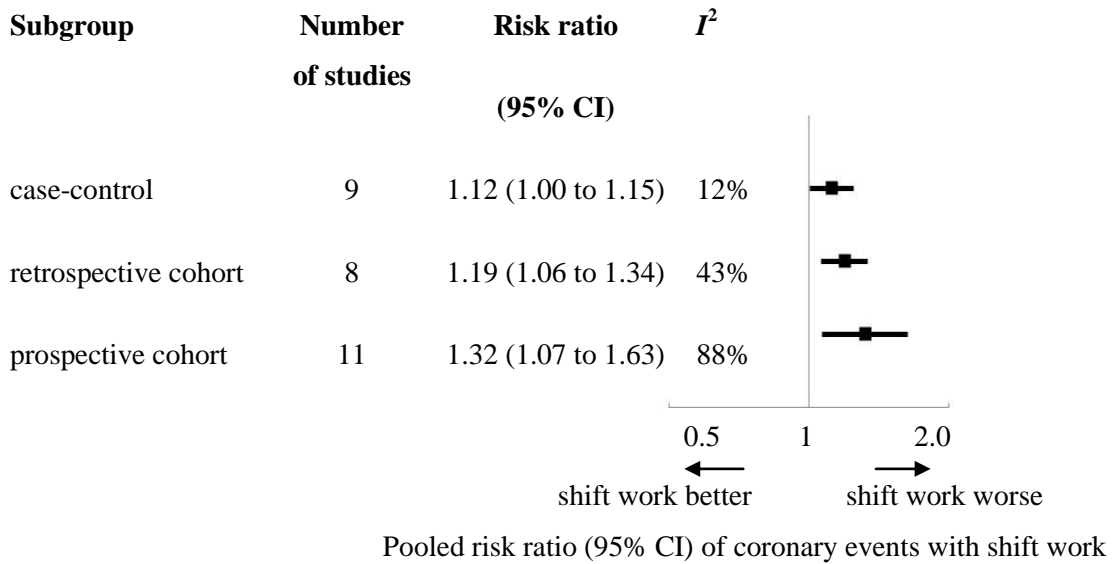 Subgroup Number Risk ratio I²
of studies
(95% CI)
case-control 9 1.12 (1.00 to 1.15) 12%
retrospective cohort 8 1.19 (1.06 to 1.34) 43%
prospective cohort 11 1.32 (1.07 to 1.63) 88%
0.5 1 2.0
shift work better shift work worse
Pooled risk ratio (95% CI) of coronary events with shift work